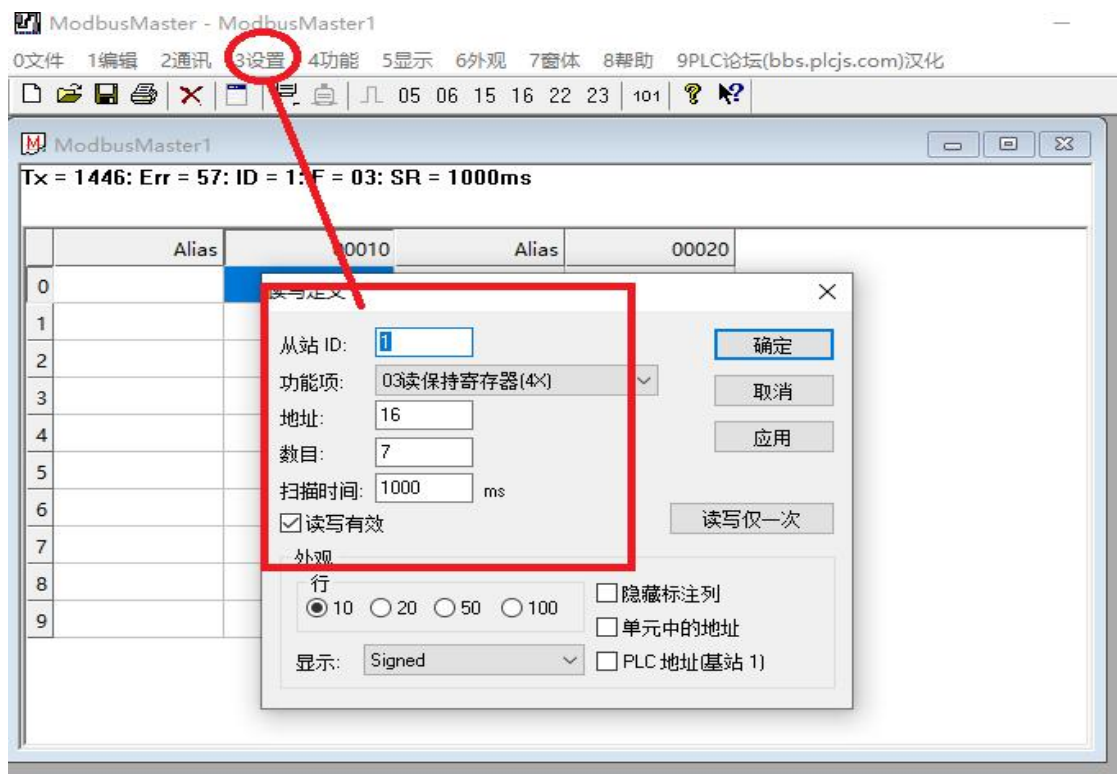 ModbusMaster - ModbusMaster1
0文件 1编辑 2通讯 3设置 4功能 5显示 6外观 7窗体 8帮助 9PLC论坛(bbs.plcjs.com)汉化
05 06 15 16 22 23 101
ModbusMaster1
Tx = 1446: Err = 57: ID = 1: F = 03: SR = 1000ms
Alias 00010 Alias 00020
0
读写定义
1
从站 ID: 1 确定
2
功能项: 03读保持寄存器(4X) 取消
3
地址: 16
4
数目: 7 应用
5
扫描时间: 1000 ms
6
读写有效 读写仅一次
7
外观
8
行
10 20 50 100 隐藏标注列
9
单元中的地址
显示: Signed PLC 地址(基站 1)